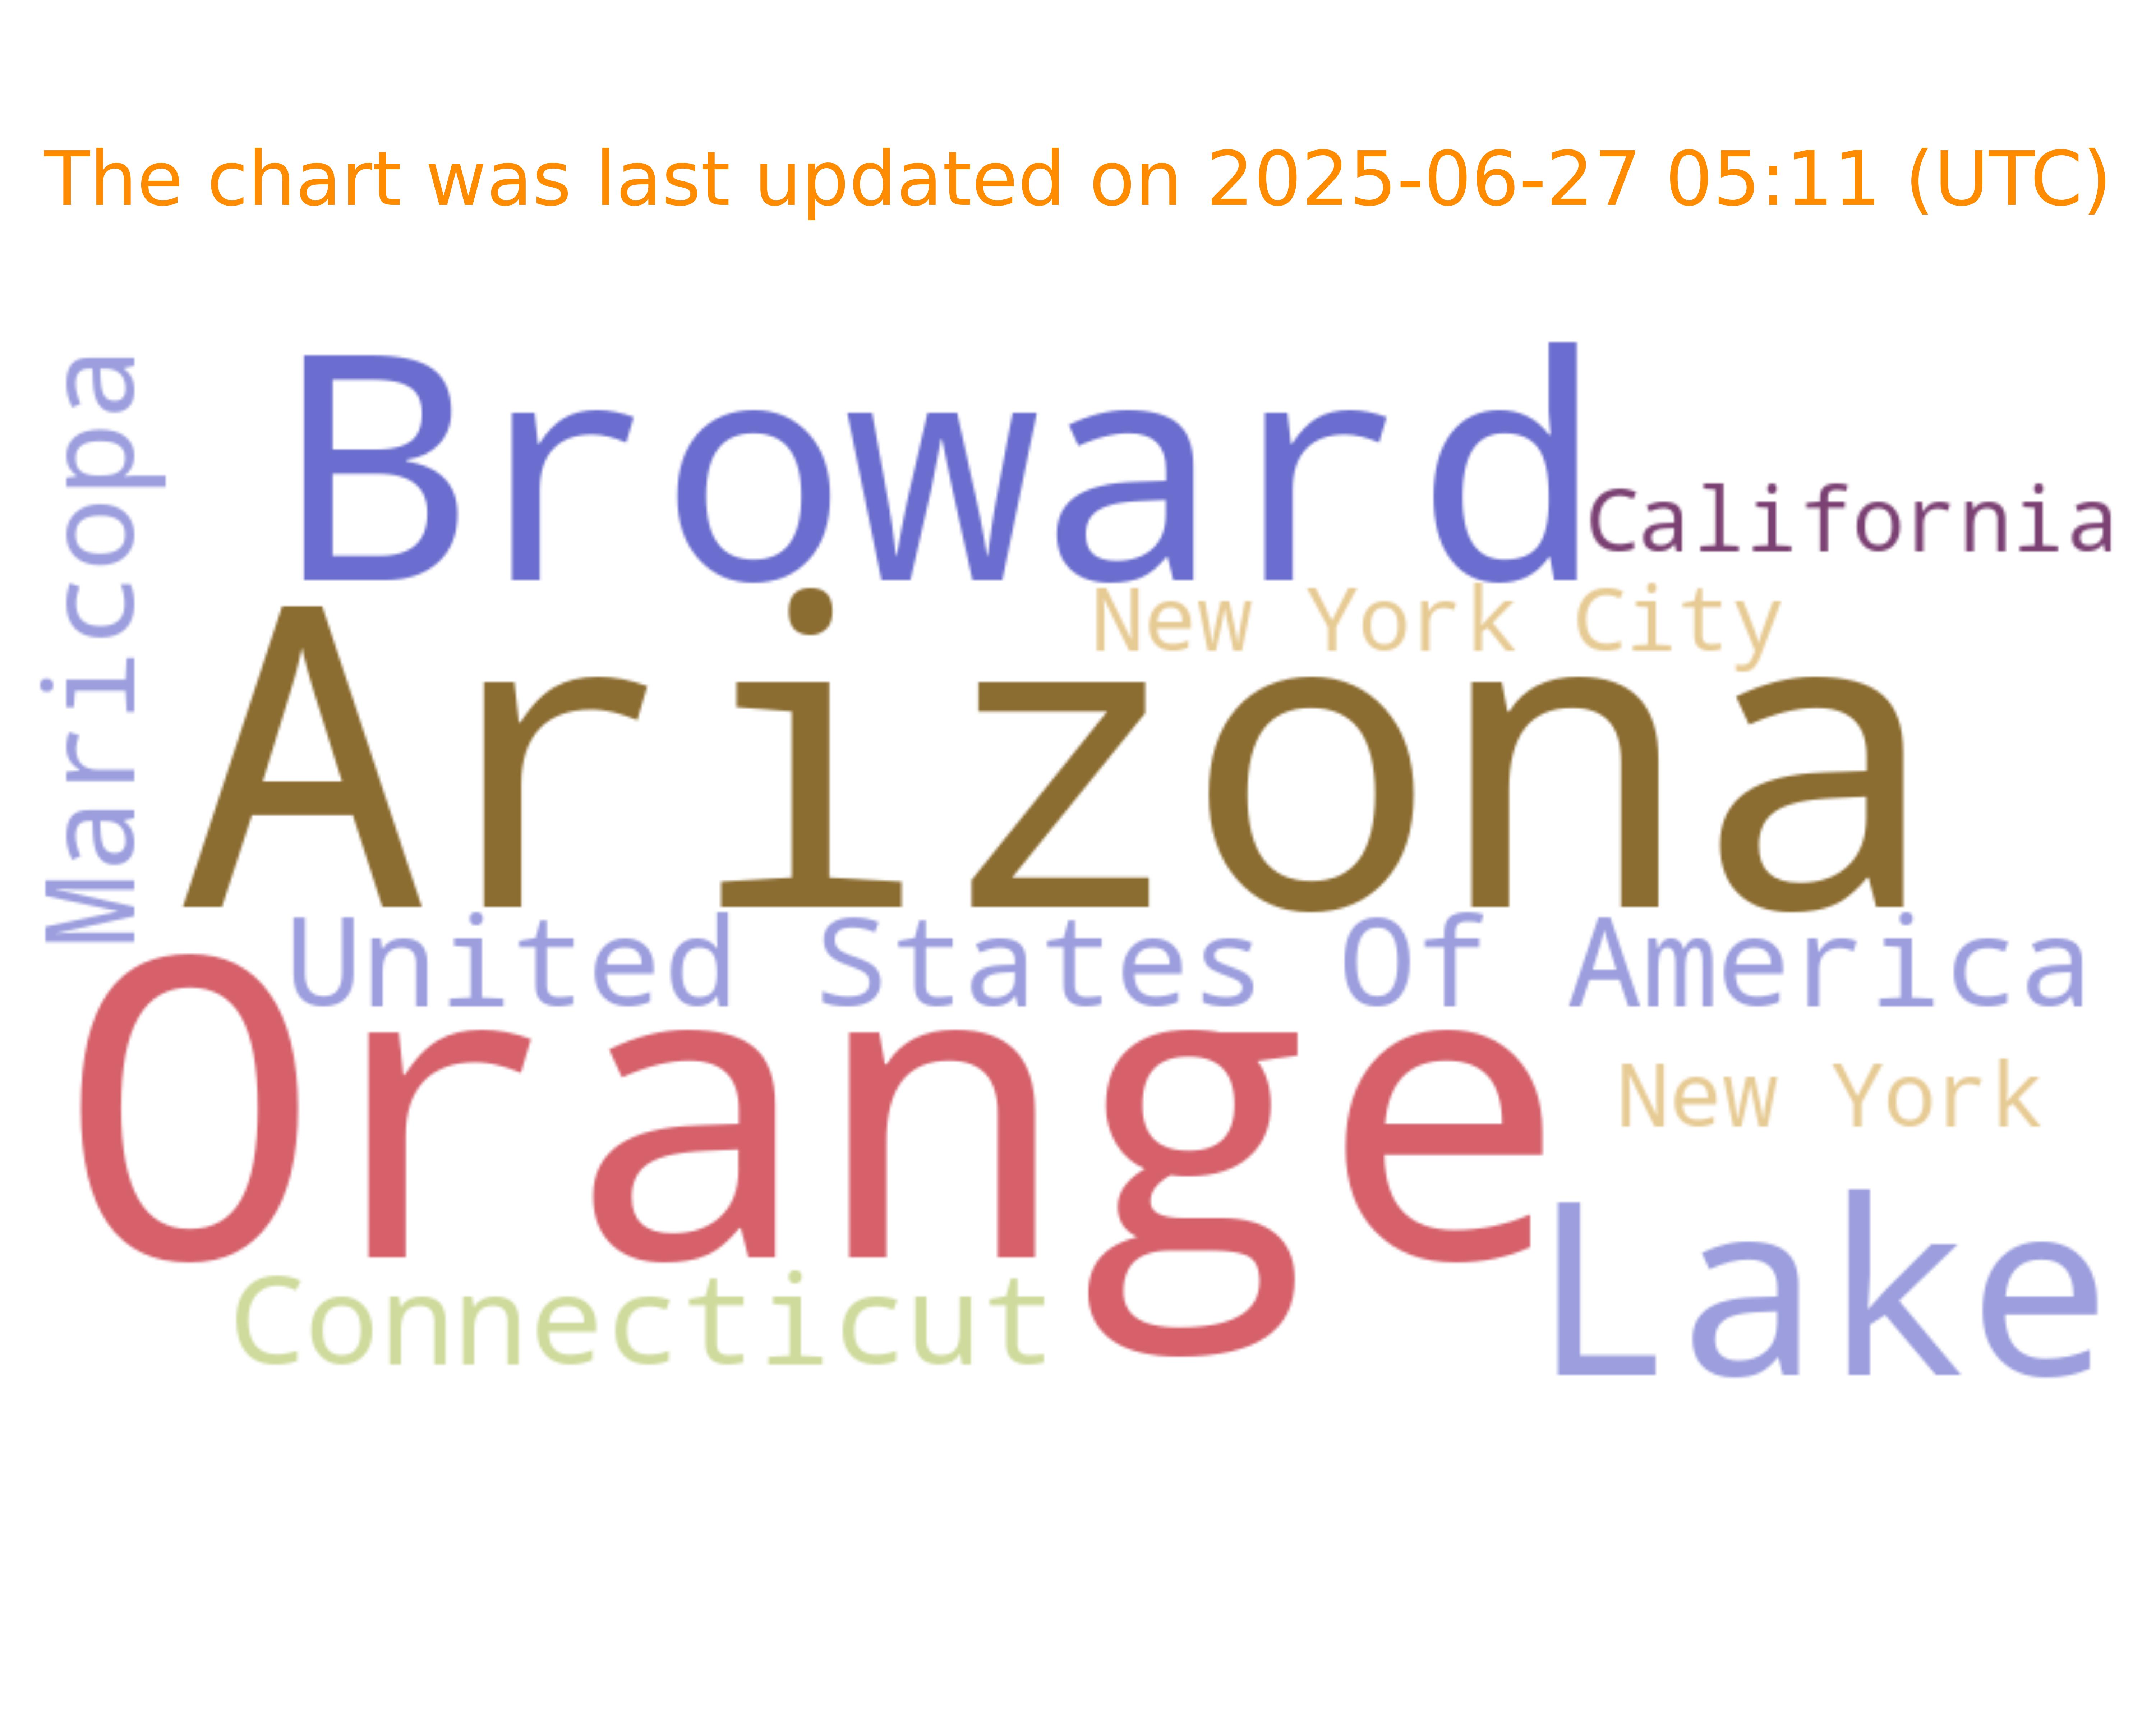 The chart was last updated on 2025-06-27 05:11 (UTC)
Maricopa
Broward
California
New York City
Arizona
United States Of America
Orange
New York
Lake
Connecticut